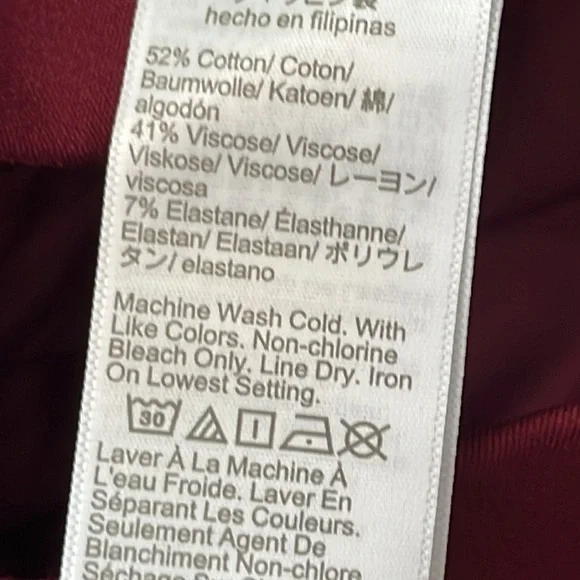 hecho en filipinas
52% Cotton/ Coton/
Baumwolle/ Katoen/ 綿/
algodón
41% Viscose/ Viscose/
Viskose/ Viscose/ レーヨン/
viscosa
7% Elastane/ Élasthanne/
Elastan/ Elastaan/ ポリウレ
タン/ elastano
Machine Wash Cold. With
Like Colors. Non-chlorine
Bleach Only. Line Dry. Iron
On Lowest Setting.
30
Laver À La Machine À
L'eau Froide. Laver En
Séparant Les Couleurs.
Seulement Agent De
Blanchiment Non-chlore